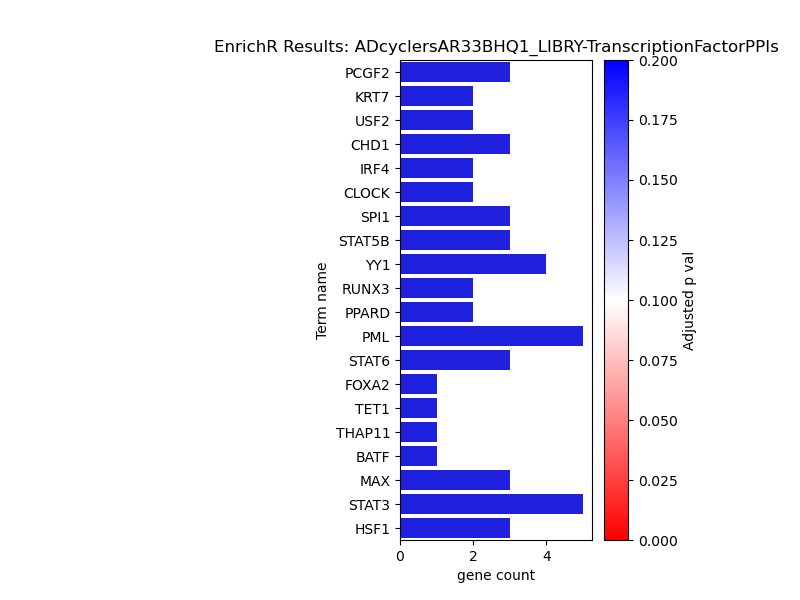 EnrichR Results: ADcyclersAR33BHQ1_LIBRY-TranscriptionFactorPPIs
Term name
PCGF2
KRT7
USF2
CHD1
IRF4
CLOCK
SPI1
STAT5B
YY1
RUNX3
PPARD
PML
STAT6
FOXA2
TET1
THAP11
BATF
MAX
STAT3
HSF1
0 2 4
gene count
0.200
0.175
0.150
0.125
0.100
0.075
0.050
0.025
0.000
Adjusted p val